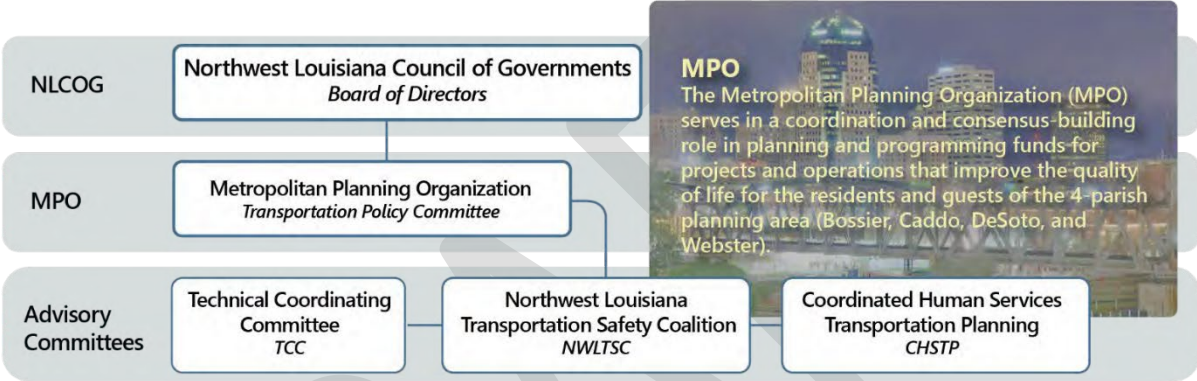 NLCOG
Northwest Louisiana Council of Governments
Board of Directors
MPO
The Metropolitan Planning Organization (MPO)
serves in a coordination and consensus-building
role in planning and programming funds for
projects and operations that improve the quality
of life for the residents and guests of the 4-parish
planning area (Bossier, Caddo, DeSoto, and
Webster).
MPO
Metropolitan Planning Organization
Transportation Policy Committee
Advisory
Committees
Technical Coordinating
Committee
TCC
Northwest Louisiana
Transportation Safety Coalition
NWLTSC
Coordinated Human Services
Transportation Planning
CHSTP